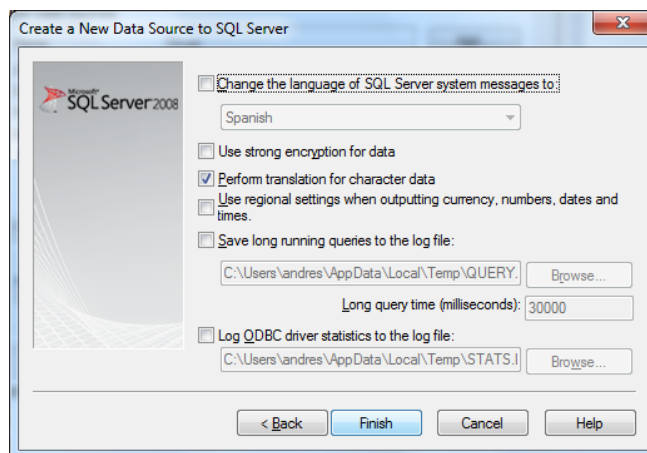 Create a New Data Source to SQL Server
Microsoft
SQL Server 2008
Change the language of SQL Server system messages to:
Spanish
Use strong encryption for data
Perform translation for character data
Use regional settings when outputting currency, numbers, dates and
times.
Save long running queries to the log file:
C:\Users\andres\AppData\Local\Temp\QUERY.
Browse...
Long query time (milliseconds):
30000
Log ODBC driver statistics to the log file:
C:\Users\andres\AppData\Local\Temp\STATS.
Browse...
< Back
Finish
Cancel
Help